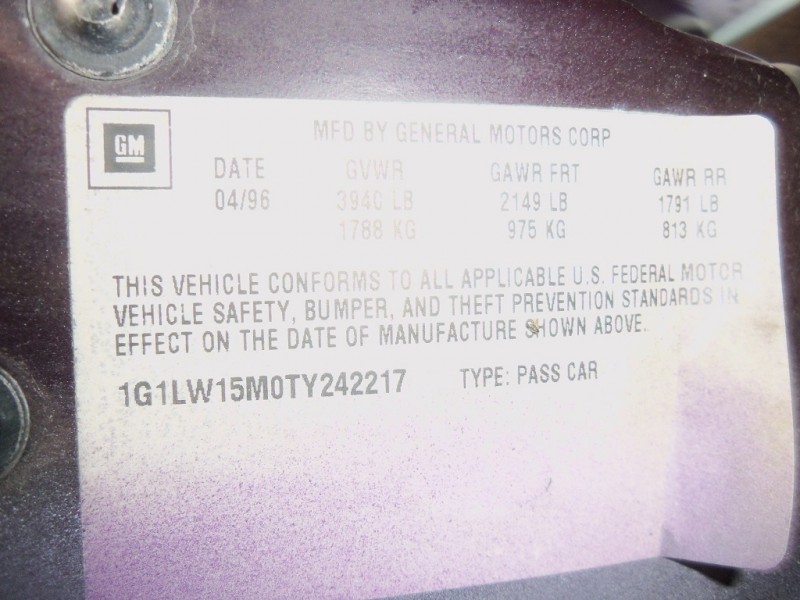 GM
MFD BY GENERAL MOTORS CORP
DATE GVWR GAWR FRT GAWR RR
04/96 3940 LB 2149 LB 1791 LB
1788 KG 975 KG 813 KG
THIS VEHICLE CONFORMS TO ALL APPLICABLE U.S. FEDERAL MOTOR
VEHICLE SAFETY, BUMPER, AND THEFT PREVENTION STANDARDS IN
EFFECT ON THE DATE OF MANUFACTURE SHOWN ABOVE.
1G1LW15M0TY242217 TYPE: PASS CAR